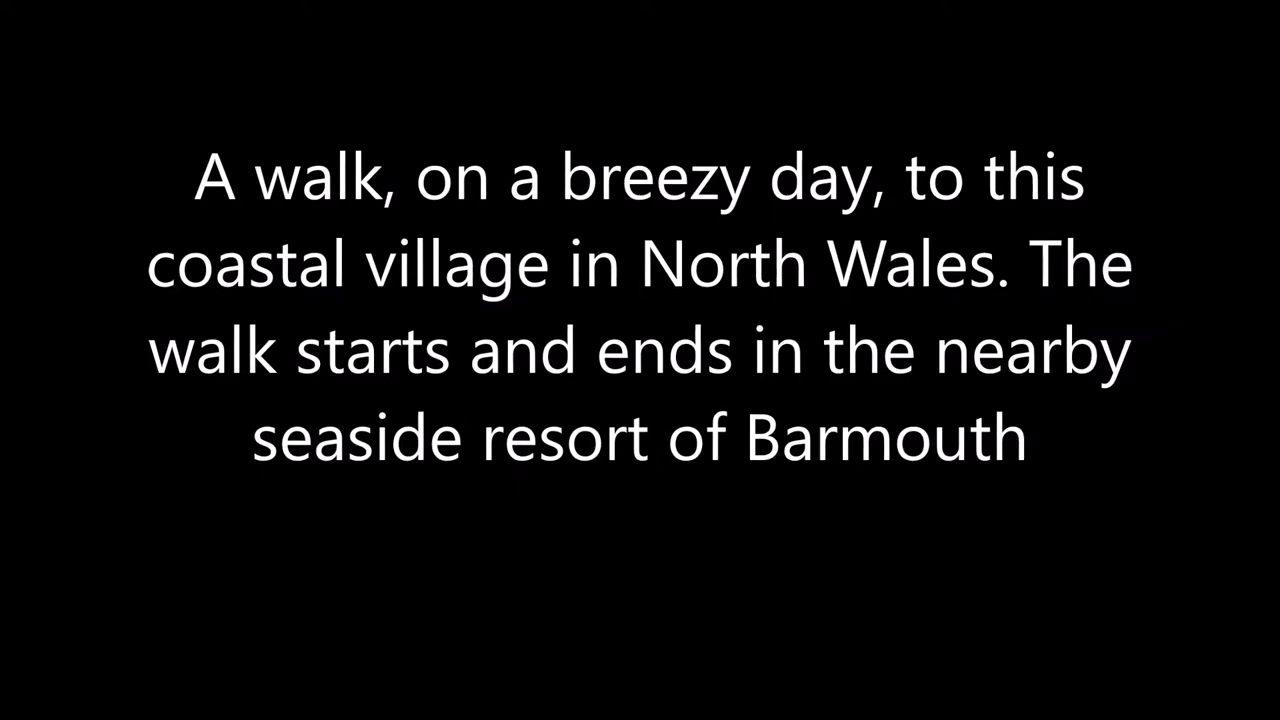 A walk, on a breezy day, to this
coastal village in North Wales. The
walk starts and ends in the nearby
seaside resort of Barmouth